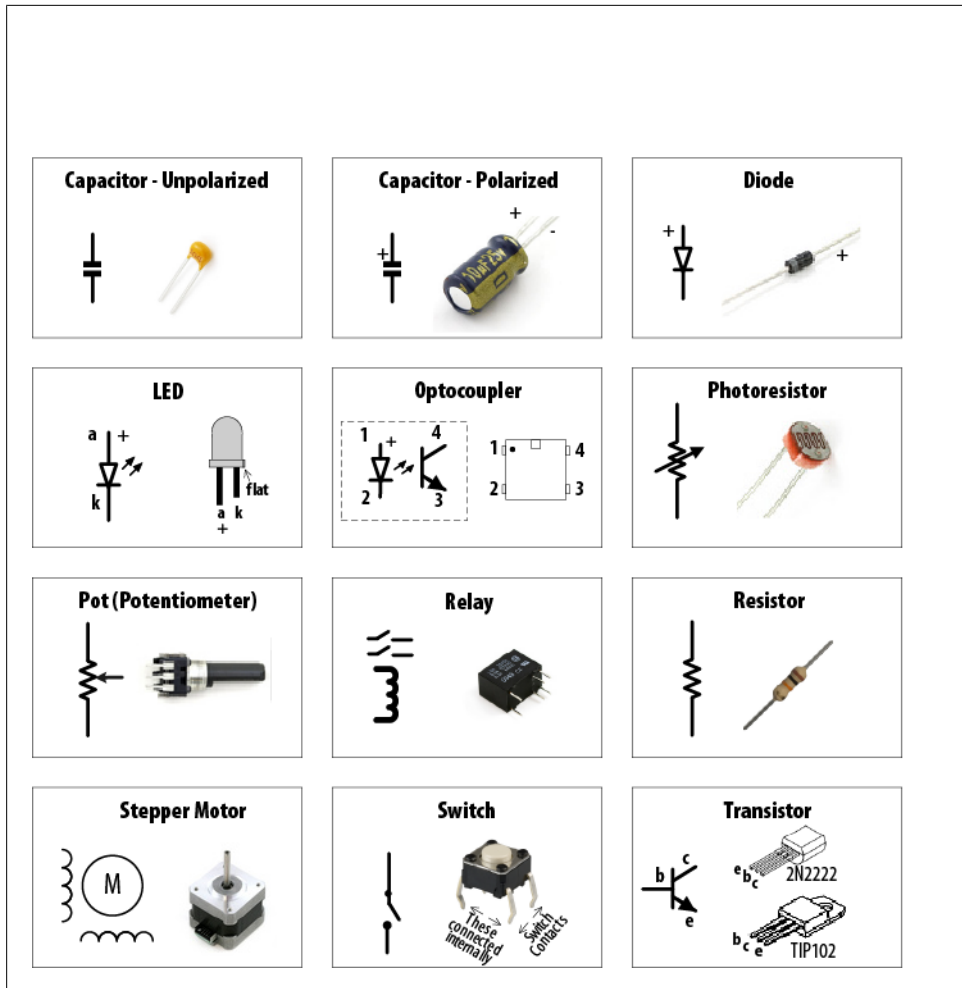 Capacitor - Unpolarized
Capacitor - Polarized
+
+
-
Diode
+
+
LED
a
+
k
flat
a
k
+
Optocoupler
1
+
4
2
3
1
4
2
3
Photoresistor
Pot (Potentiometer)
Relay
Resistor
Stepper Motor
M
Switch
These
connected
internally
Switch
Contacts
Transistor
c
b
e
e
b
c
2N2222
b
c
e
TIP102